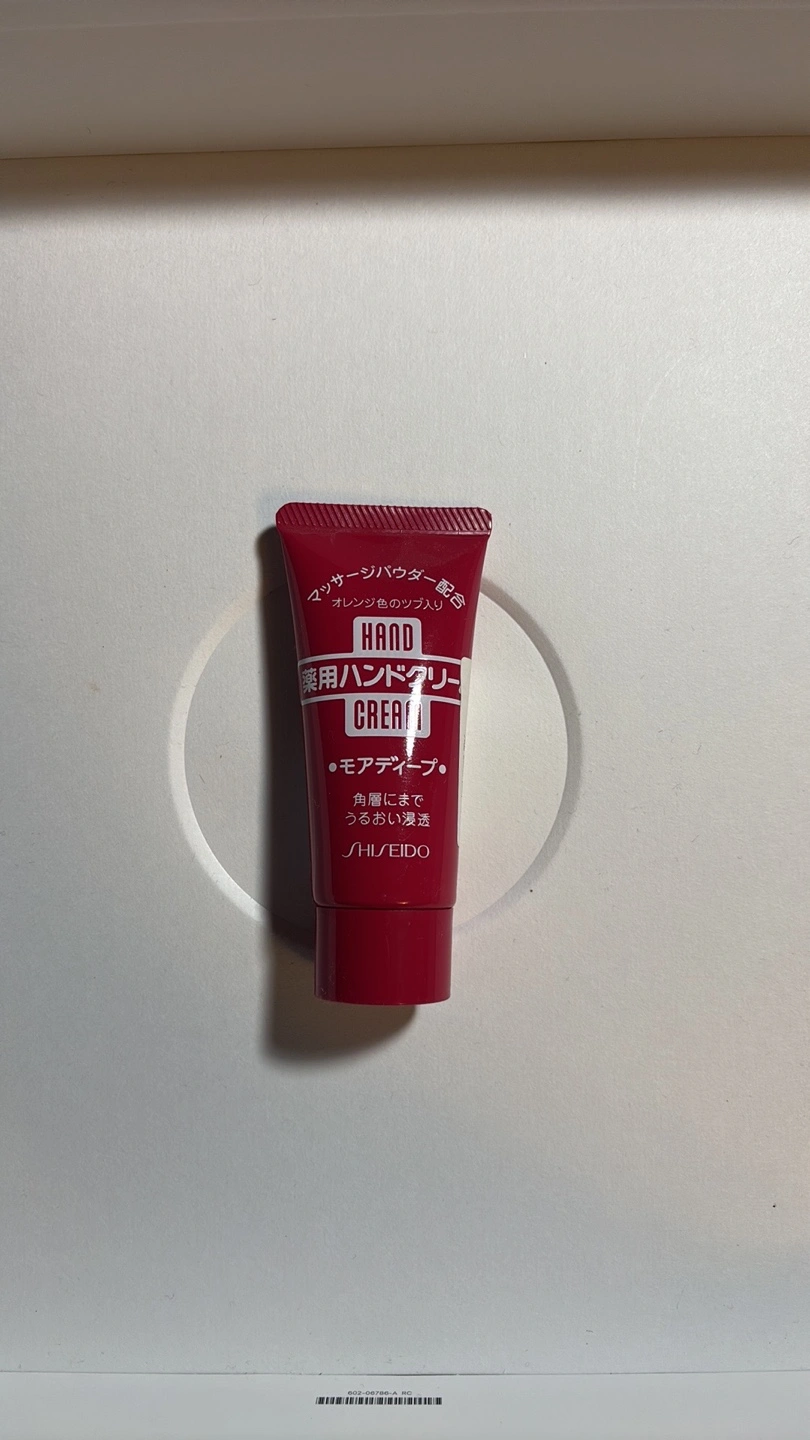 マッサージパウダー配合
オレンジ色のツブ入り
HAND
薬用ハンドクリー
CREAM
•モアディープ•
角層にまで
うるおい浸透
SHISEIDO
602-06786-A RC